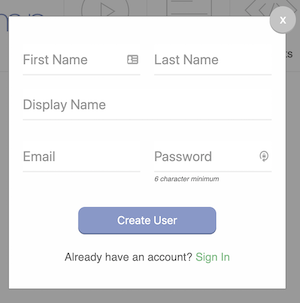 x
First Name
Last Name
Display Name
Email
Password
6 character minimum
Create User
Already have an account? Sign In